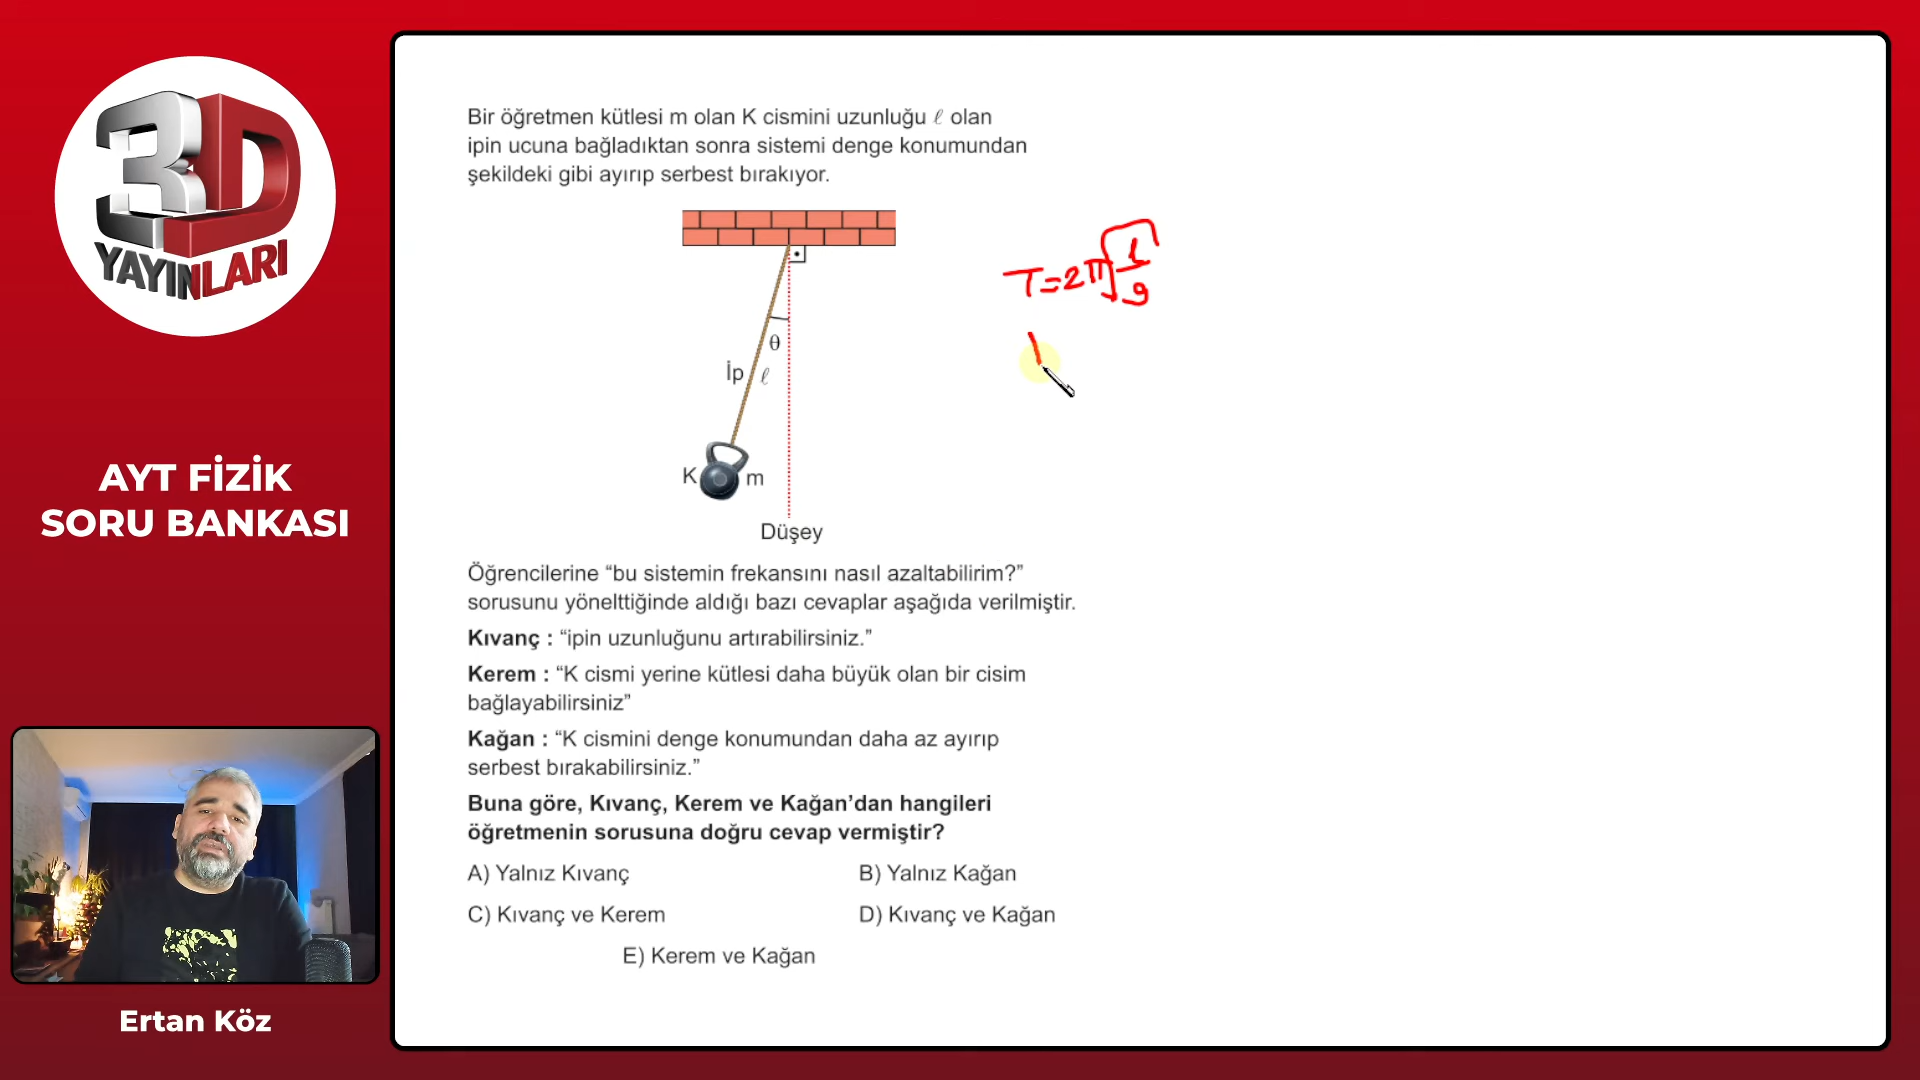 3D
YAYINLARI
AYT FİZİK
SORU BANKASI
Ertan Köz
Bir öğretmen kütlesi m olan K cismini uzunluğu ℓ olan
ipin ucuna bağladıktan sonra sistemi denge konumundan
şekildeki gibi ayırıp serbest bırakıyor.
θ
İp ℓ
K m
Düşey
T=2π√(ℓ/g)
Öğrencilerine “bu sistemin frekansını nasıl azaltabilirim?”
sorusunu yönelttiğinde aldığı bazı cevaplar aşağıda verilmiştir.
Kıvanç : “ipin uzunluğunu artırabilirsiniz.”
Kerem : “K cismi yerine kütlesi daha büyük olan bir cisim
bağlayabilirsiniz”
Kağan : “K cismini denge konumundan daha az ayırıp
serbest bırakabilirsiniz.”
Buna göre, Kıvanç, Kerem ve Kağan’dan hangileri
öğretmenin sorusuna doğru cevap vermiştir?
A) Yalnız Kıvanç B) Yalnız Kağan
C) Kıvanç ve Kerem D) Kıvanç ve Kağan
E) Kerem ve Kağan